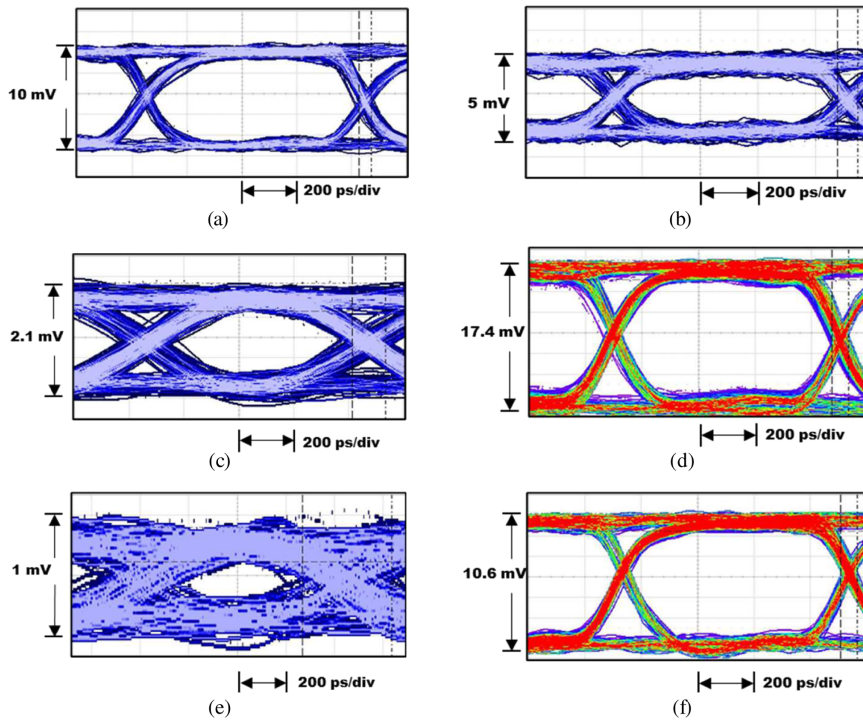 10 mV
200 ps/div
(a)
5 mV
200 ps/div
(b)
2.1 mV
200 ps/div
(c)
17.4 mV
200 ps/div
(d)
1 mV
200 ps/div
(e)
10.6 mV
200 ps/div
(f)